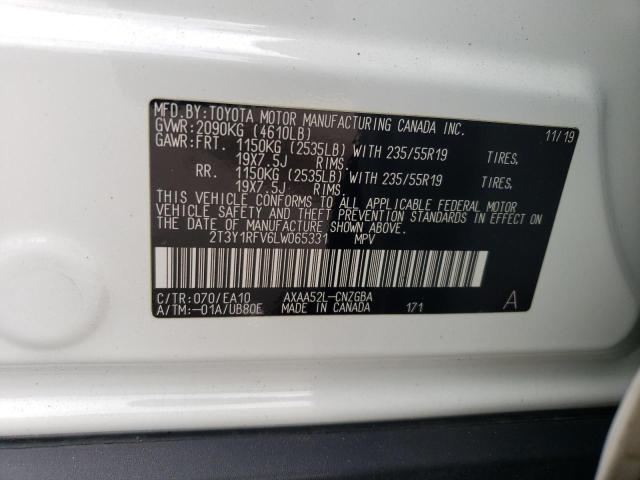 MFD.BY:TOYOTA MOTOR MANUFACTURING CANADA INC. 11/19
GVWR:2090KG (4610LB)
GAWR:FRT. 1150KG (2535LB) WITH 235/55R19 TIRES.
19X7.5J RIMS.
RR. 1150KG (2535LB) WITH 235/55R19 TIRES.
19X7.5J RIMS.
THIS VEHICLE CONFORMS TO ALL APPLICABLE FEDERAL MOTOR
VEHICLE SAFETY AND THEFT PREVENTION STANDARDS IN EFFECT ON
THE DATE OF MANUFACTURE SHOWN ABOVE.
2T3Y1RFV6LW065331 MPV
C/TR:070/EA10 AXAA52L-CNZGBA
A/TM:-01A/UB80E MADE IN CANADA 171 A